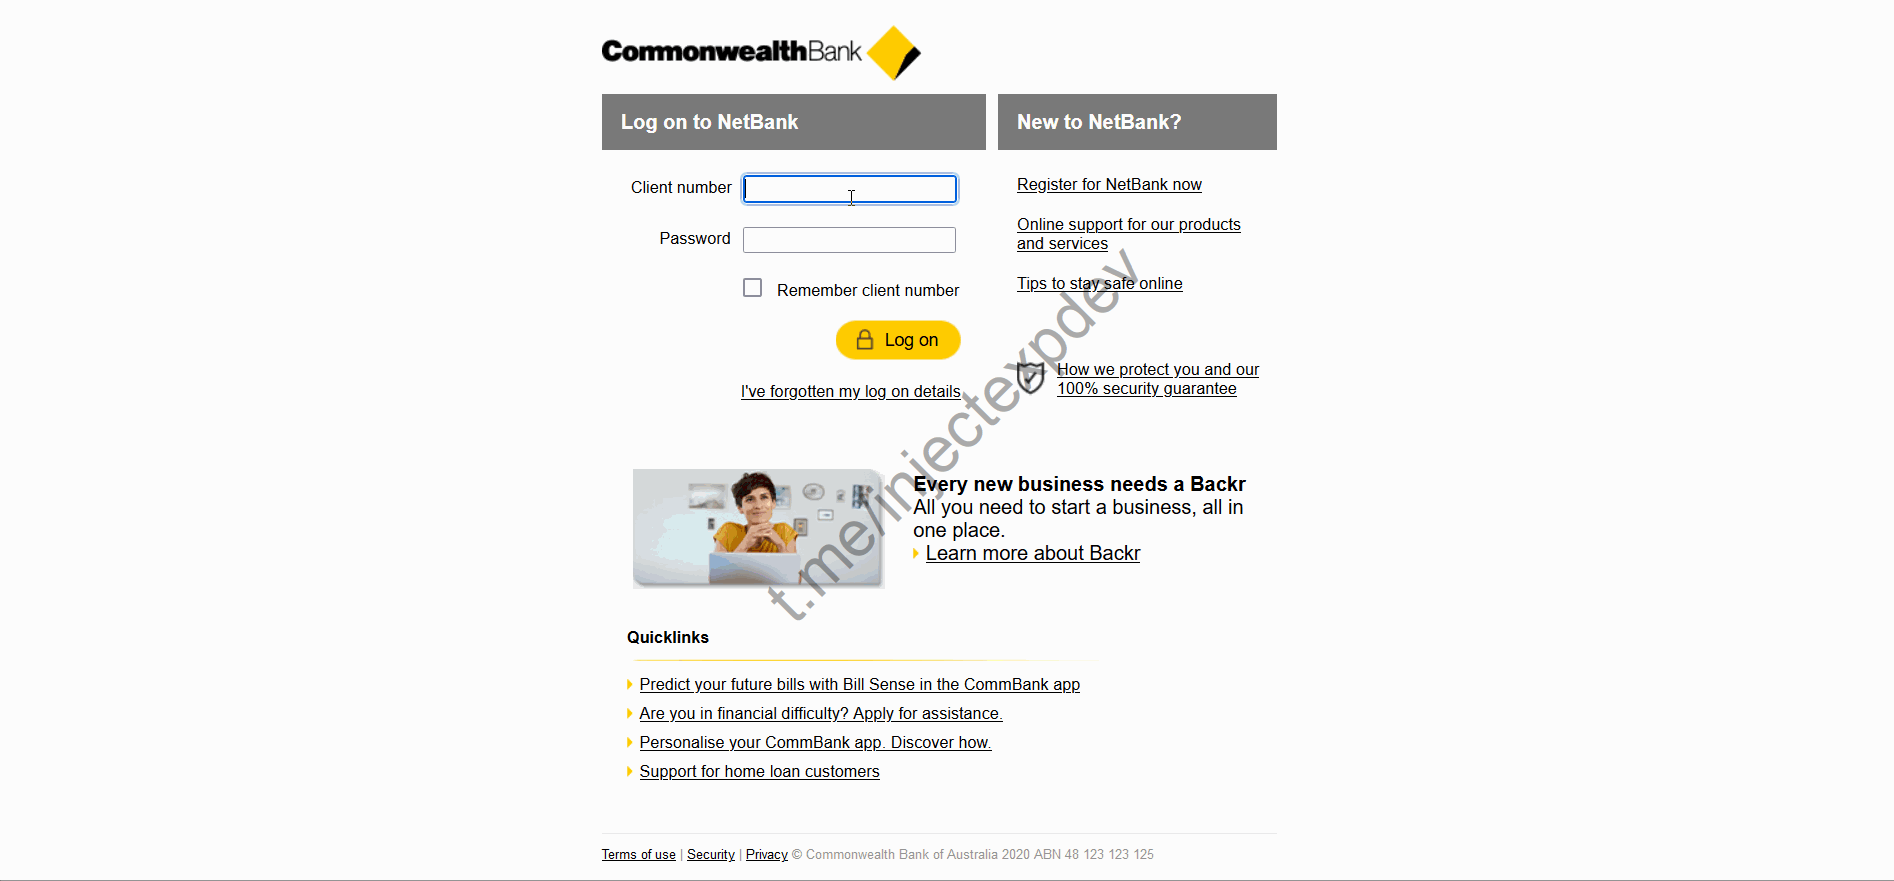 CommonwealthBank
Log on to NetBank
New to NetBank?
Client number
Password
Remember client number
Log on
I've forgotten my log on details
Register for NetBank now
Online support for our products
and services
Tips to stay safe online
How we protect you and our
100% security guarantee
t.me/injectexpdev
Every new business needs a Backr
All you need to start a business, all in
one place.
Learn more about Backr
Quicklinks
Predict your future bills with Bill Sense in the CommBank app
Are you in financial difficulty? Apply for assistance.
Personalise your CommBank app. Discover how.
Support for home loan customers
Terms of use | Security | Privacy © Commonwealth Bank of Australia 2020 ABN 48 123 123 125